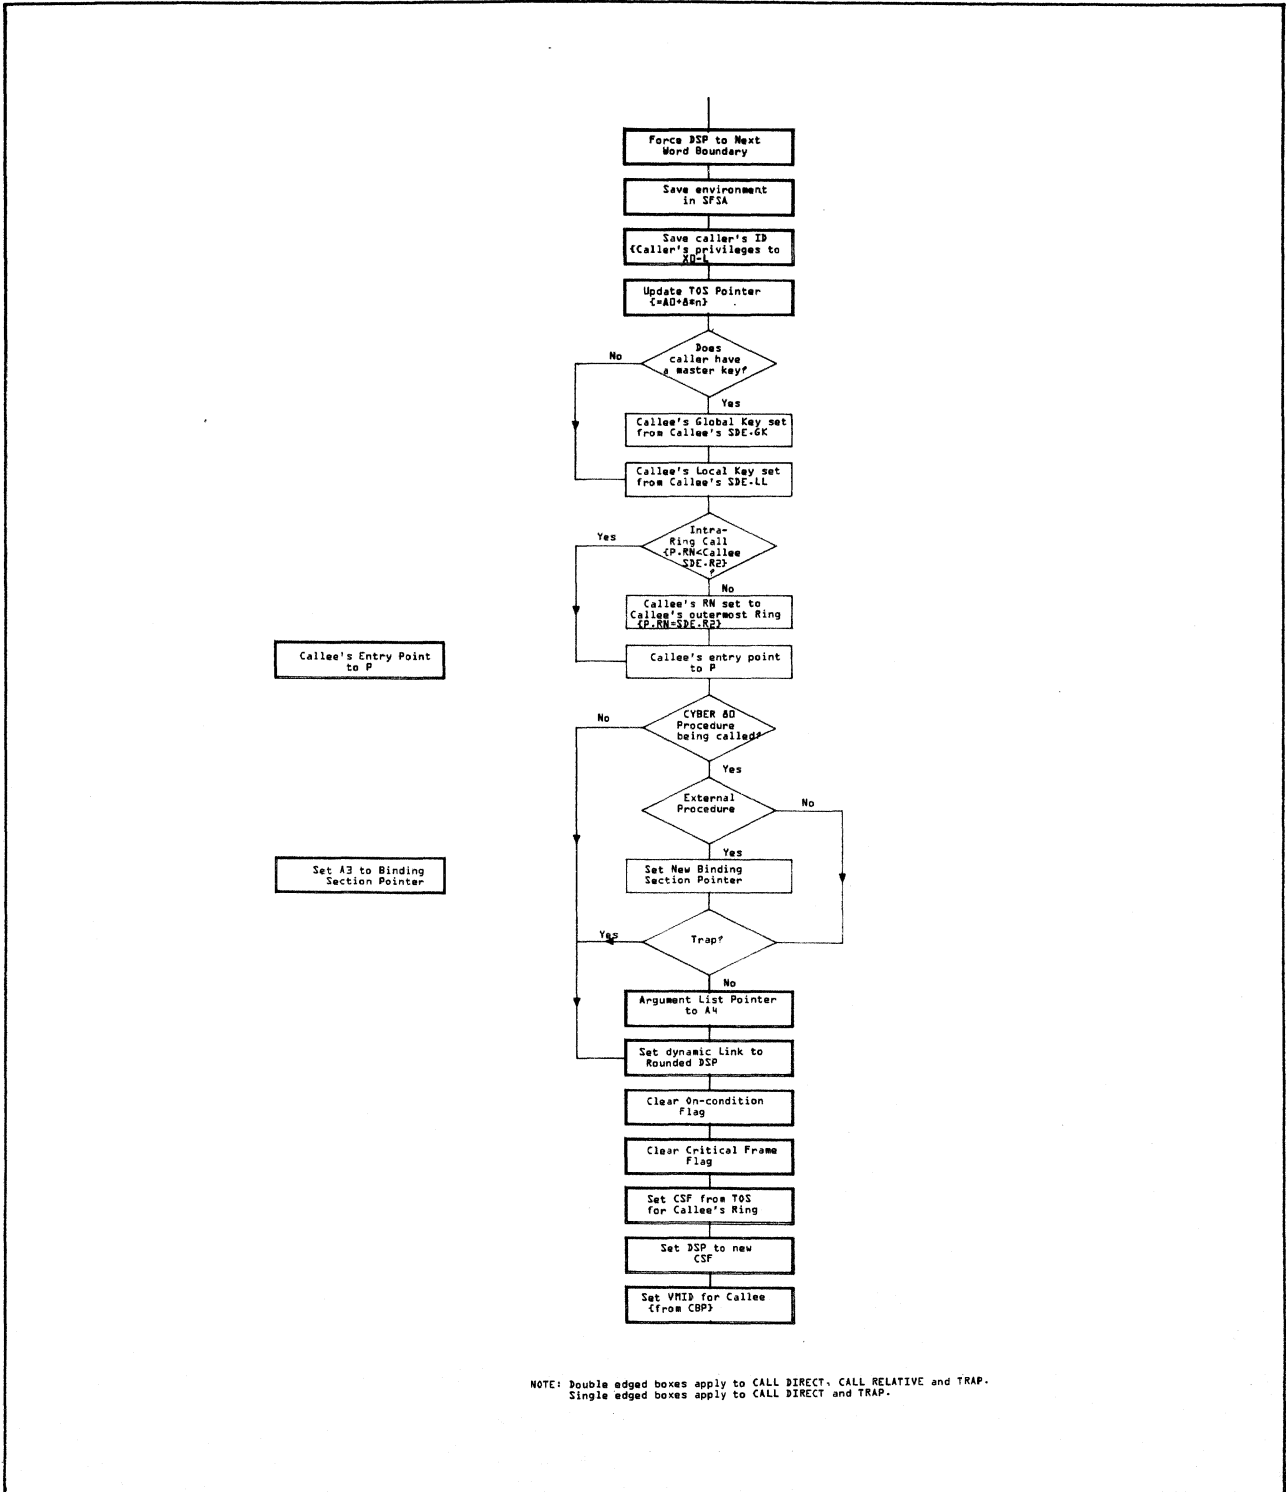 Force DSP to Next
Word Boundary
Save environment
in SFSA
Save caller's ID
{Caller's privileges to
X0-L
Update TOS Pointer
{=A0+8*n}
Does
caller have
a master key?
No
Yes
Callee's Global Key set
from Callee's SDE.GK
Callee's Local Key set
from Callee's SDE.LL
Intra-
Ring Call
{P.RN<Callee
SDE.R2}
?
Yes
No
Callee's RN set to
Callee's outermost Ring
{P.RN=SDE.R2}
Callee's Entry Point
to P
Callee's entry point
to P
CYBER 80
Procedure
being called?
No
Yes
External
Procedure
No
Yes
Set A3 to Binding
Section Pointer
Set New Binding
Section Pointer
Trap?
Yes
No
Argument List Pointer
to A4
Set dynamic Link to
Rounded DSP
Clear On-condition
Flag
Clear Critical Frame
Flag
Set CSF from TOS
for Callee's Ring
Set DSP to new
CSF
Set VMID for Callee
{from CBP}
NOTE: Double edged boxes apply to CALL DIRECT, CALL RELATIVE and TRAP.
Single edged boxes apply to CALL DIRECT and TRAP.